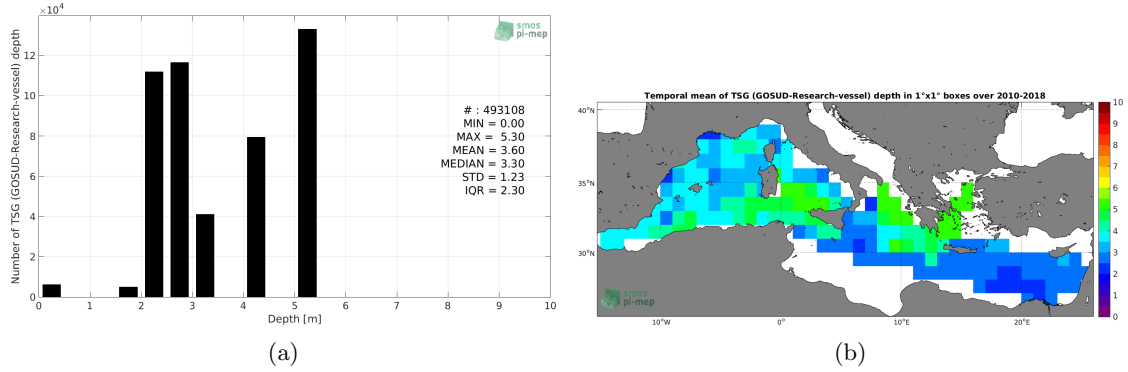 ×10⁴
12
10
8
6
4
2
0
Number of TSG (GOSUD-Research-vessel) depth
smos
pi-mep
# : 493108
MIN = 0.00
MAX = 5.30
MEAN = 3.60
MEDIAN = 3.30
STD = 1.23
IQR = 2.30
0 1 2 3 4 5 6 7 8 9 10
Depth [m]
(a)
Temporal mean of TSG (GOSUD-Research-vessel) depth in 1°x1° boxes over 2010-2018
40°N
35°N
30°N
10°W 0° 10°E 20°E
smos
pi-mep
10
9
8
7
6
5
4
3
2
1
0
(b)